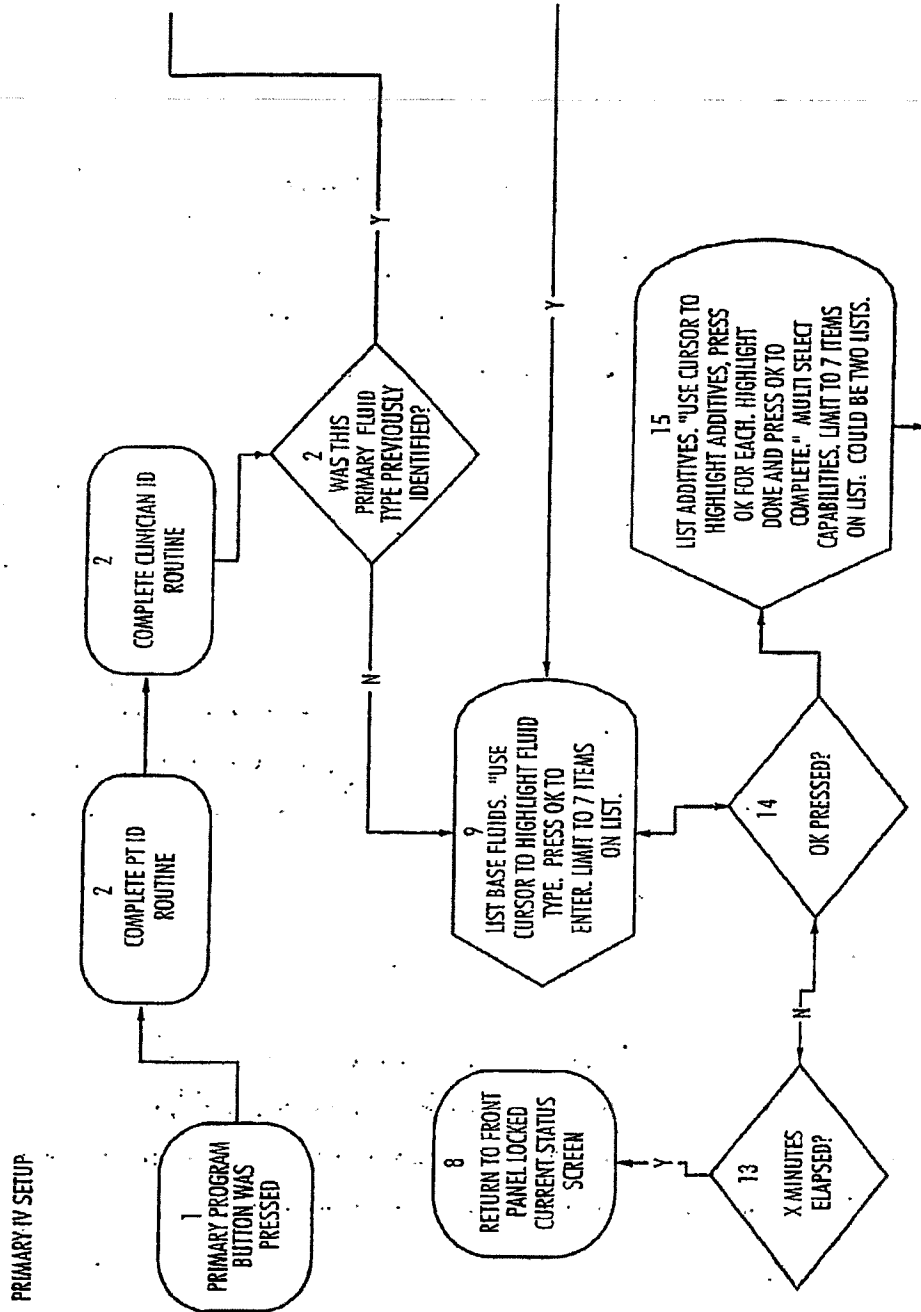 PRIMARY IV SETUP
1
PRIMARY PROGRAM
BUTTON WAS
PRESSED
2
COMPLETE PT ID
ROUTINE
2
COMPLETE CLINICIAN ID
ROUTINE
2
WAS THIS
PRIMARY FLUID
TYPE PREVIOUSLY
IDENTIFIED?
Y
N
9
LIST BASE FLUIDS. "USE
CURSOR TO HIGHLIGHT FLUID
TYPE. PRESS OK TO
ENTER. LIMIT TO 7 ITEMS
ON LIST.
Y
8
RETURN TO FRONT
PANEL LOCKED
CURRENT STATUS
SCREEN
Y
13
X MINUTES
ELAPSED?
N
14
OK PRESSED?
15
LIST ADDITIVES. "USE CURSOR TO
HIGHLIGHT ADDITIVES, PRESS
OK FOR EACH. HIGHLIGHT
DONE AND PRESS OK TO
COMPLETE." MULTI SELECT
CAPABILITIES. LIMIT TO 7 ITEMS
ON LIST. COULD BE TWO LISTS.